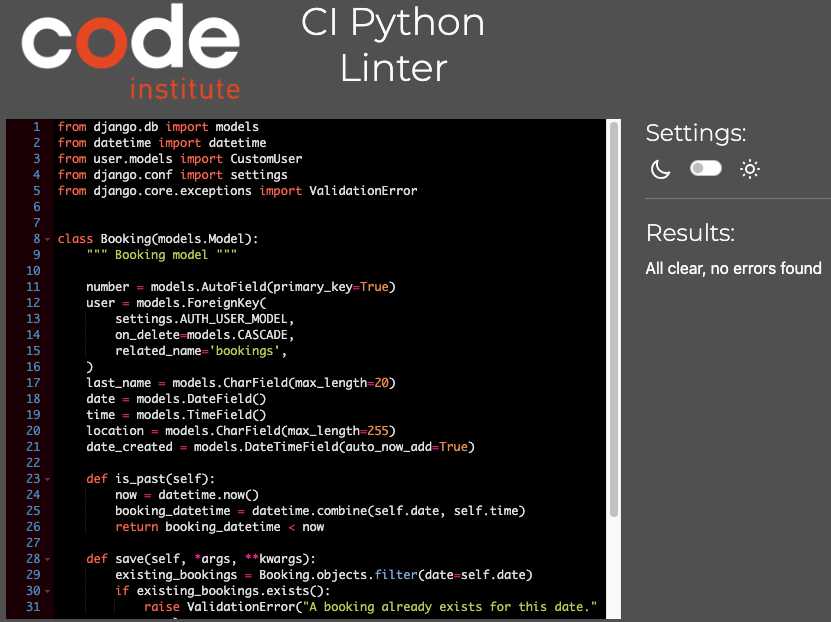 code
institute
CI Python
Linter
1 from django.db import models
2 from datetime import datetime
3 from user.models import CustomUser
4 from django.conf import settings
5 from django.core.exceptions import ValidationError
6
7
8 class Booking(models.Model):
9     """ Booking model """
10
11     number = models.AutoField(primary_key=True)
12     user = models.ForeignKey(
13         settings.AUTH_USER_MODEL,
14         on_delete=models.CASCADE,
15         related_name='bookings',
16     )
17     last_name = models.CharField(max_length=20)
18     date = models.DateField()
19     time = models.TimeField()
20     location = models.CharField(max_length=255)
21     date_created = models.DateTimeField(auto_now_add=True)
22
23     def is_past(self):
24         now = datetime.now()
25         booking_datetime = datetime.combine(self.date, self.time)
26         return booking_datetime < now
27
28     def save(self, *args, **kwargs):
29         existing_bookings = Booking.objects.filter(date=self.date)
30         if existing_bookings.exists():
31             raise ValidationError("A booking already exists for this date."
Settings:
Results:
All clear, no errors found